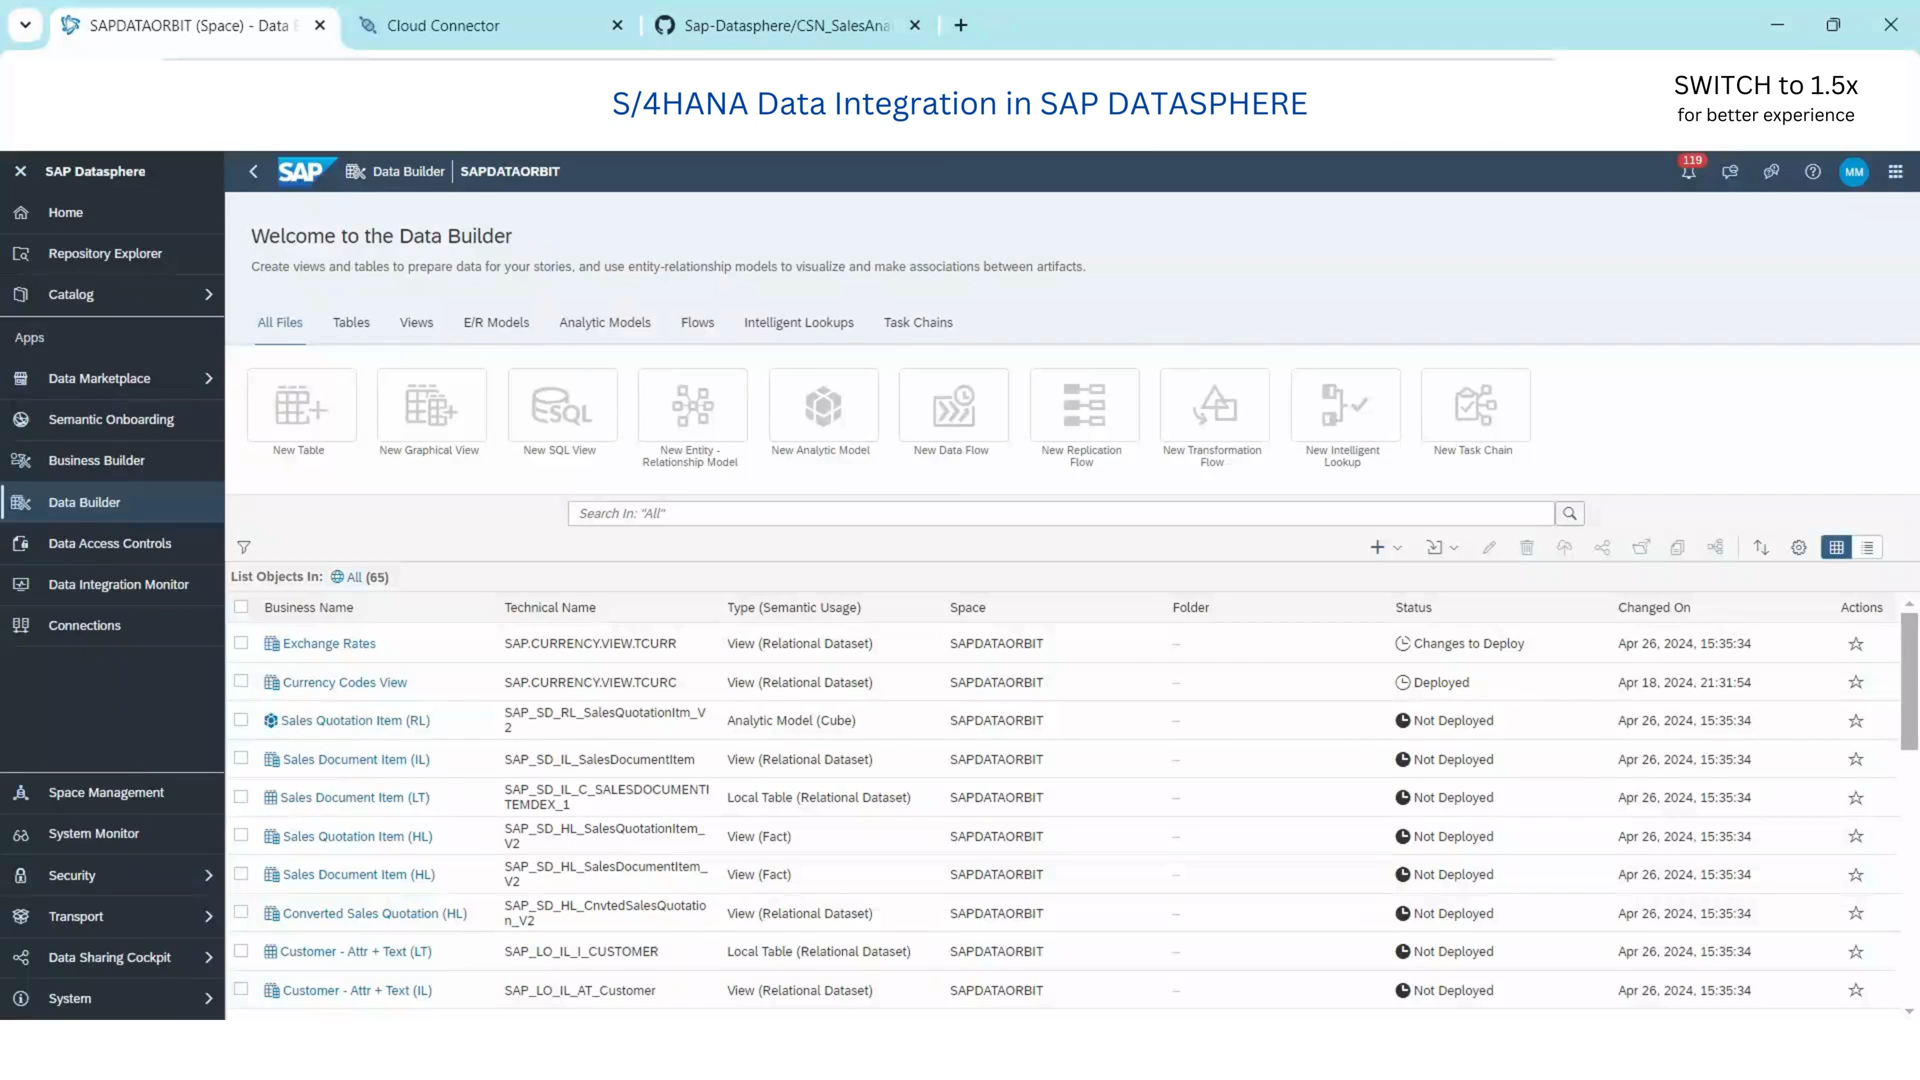 SAPDATAORBIT (Space) - Data
Cloud Connector
Sap-Datasphere/CSN_SalesAna
S/4HANA Data Integration in SAP DATASPHERE
SWITCH to 1.5x
for better experience
SAP Datasphere
SAP
Data Builder
SAPDATAORBIT
119
MM
Home
Repository Explorer
Catalog
Apps
Data Marketplace
Semantic Onboarding
Business Builder
Data Builder
Data Access Controls
Data Integration Monitor
Connections
Space Management
System Monitor
Security
Transport
Data Sharing Cockpit
System
Welcome to the Data Builder
Create views and tables to prepare data for your stories, and use entity-relationship models to visualize and make associations between artifacts.
All Files Tables Views E/R Models Analytic Models Flows Intelligent Lookups Task Chains
SQL
New Table
New Graphical View
New SQL View
New Entity -
Relationship Model
New Analytic Model
New Data Flow
New Replication
Flow
New Transformation
Flow
New Intelligent
Lookup
New Task Chain
Search In: "All"
List Objects In: All (65)
Business Name Technical Name Type (Semantic Usage) Space Folder Status Changed On Actions
Exchange Rates SAP.CURRENCY.VIEW.TCURR View (Relational Dataset) SAPDATAORBIT – Changes to Deploy Apr 26, 2024, 15:35:34
Currency Codes View SAP.CURRENCY.VIEW.TCURC View (Relational Dataset) SAPDATAORBIT – Deployed Apr 18, 2024, 21:31:54
Sales Quotation Item (RL) SAP_SD_RL_SalesQuotationItm_V
2 Analytic Model (Cube) SAPDATAORBIT – Not Deployed Apr 26, 2024, 15:35:34
Sales Document Item (IL) SAP_SD_IL_SalesDocumentItem View (Relational Dataset) SAPDATAORBIT – Not Deployed Apr 26, 2024, 15:35:34
Sales Document Item (LT) SAP_SD_IL_C_SALESDOCUMENTI
TEMDEX_1 Local Table (Relational Dataset) SAPDATAORBIT – Not Deployed Apr 26, 2024, 15:35:34
Sales Quotation Item (HL) SAP_SD_HL_SalesQuotationItem_
V2 View (Fact) SAPDATAORBIT – Not Deployed Apr 26, 2024, 15:35:34
Sales Document Item (HL) SAP_SD_HL_SalesDocumentItem_
V2 View (Fact) SAPDATAORBIT – Not Deployed Apr 26, 2024, 15:35:34
Converted Sales Quotation (HL) SAP_SD_HL_CnvtedSalesQuotatio
n_V2 View (Relational Dataset) SAPDATAORBIT – Not Deployed Apr 26, 2024, 15:35:34
Customer - Attr + Text (LT) SAP_LO_IL_I_CUSTOMER Local Table (Relational Dataset) SAPDATAORBIT – Not Deployed Apr 26, 2024, 15:35:34
Customer - Attr + Text (IL) SAP_LO_IL_AT_Customer View (Relational Dataset) SAPDATAORBIT – Not Deployed Apr 26, 2024, 15:35:34